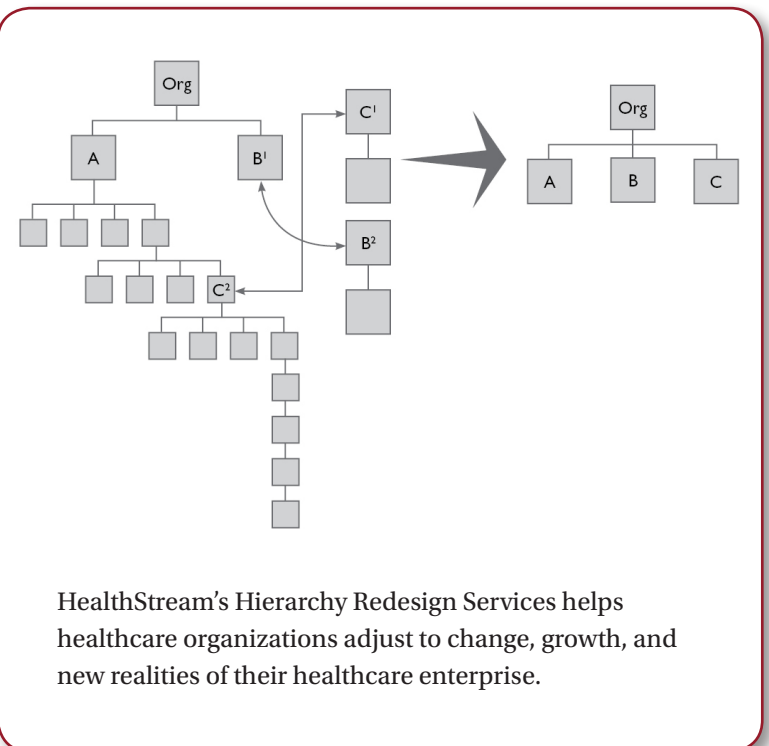 Org
A
B¹
C¹
B²
C²
Org
A
B
C
HealthStream’s Hierarchy Redesign Services helps
healthcare organizations adjust to change, growth, and
new realities of their healthcare enterprise.